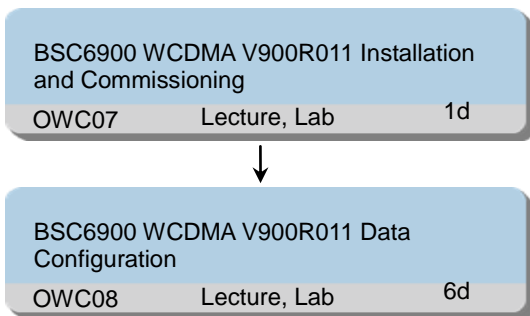 BSC6900 WCDMA V900R011 Installation
and Commissioning
OWC07 Lecture, Lab 1d
BSC6900 WCDMA V900R011 Data
Configuration
OWC08 Lecture, Lab 6d